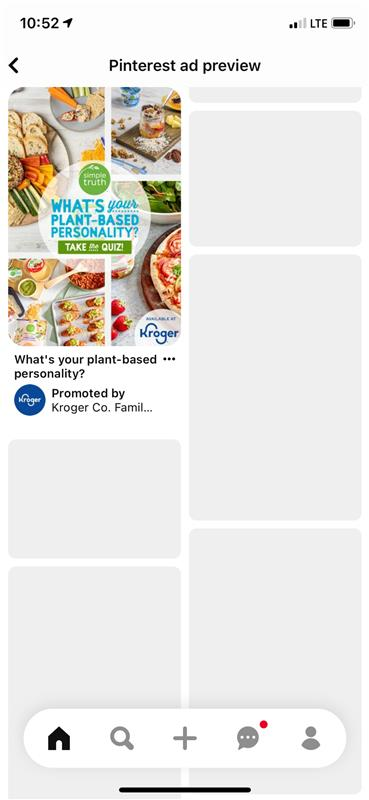 10:52
LTE
Pinterest ad preview
simple
truth
WHAT'S your
PLANT-BASED
PERSONALITY?
TAKE the QUIZ!
AVAILABLE AT
Kroger
What's your plant-based
personality?
Kroger
Promoted by
Kroger Co. Famil...